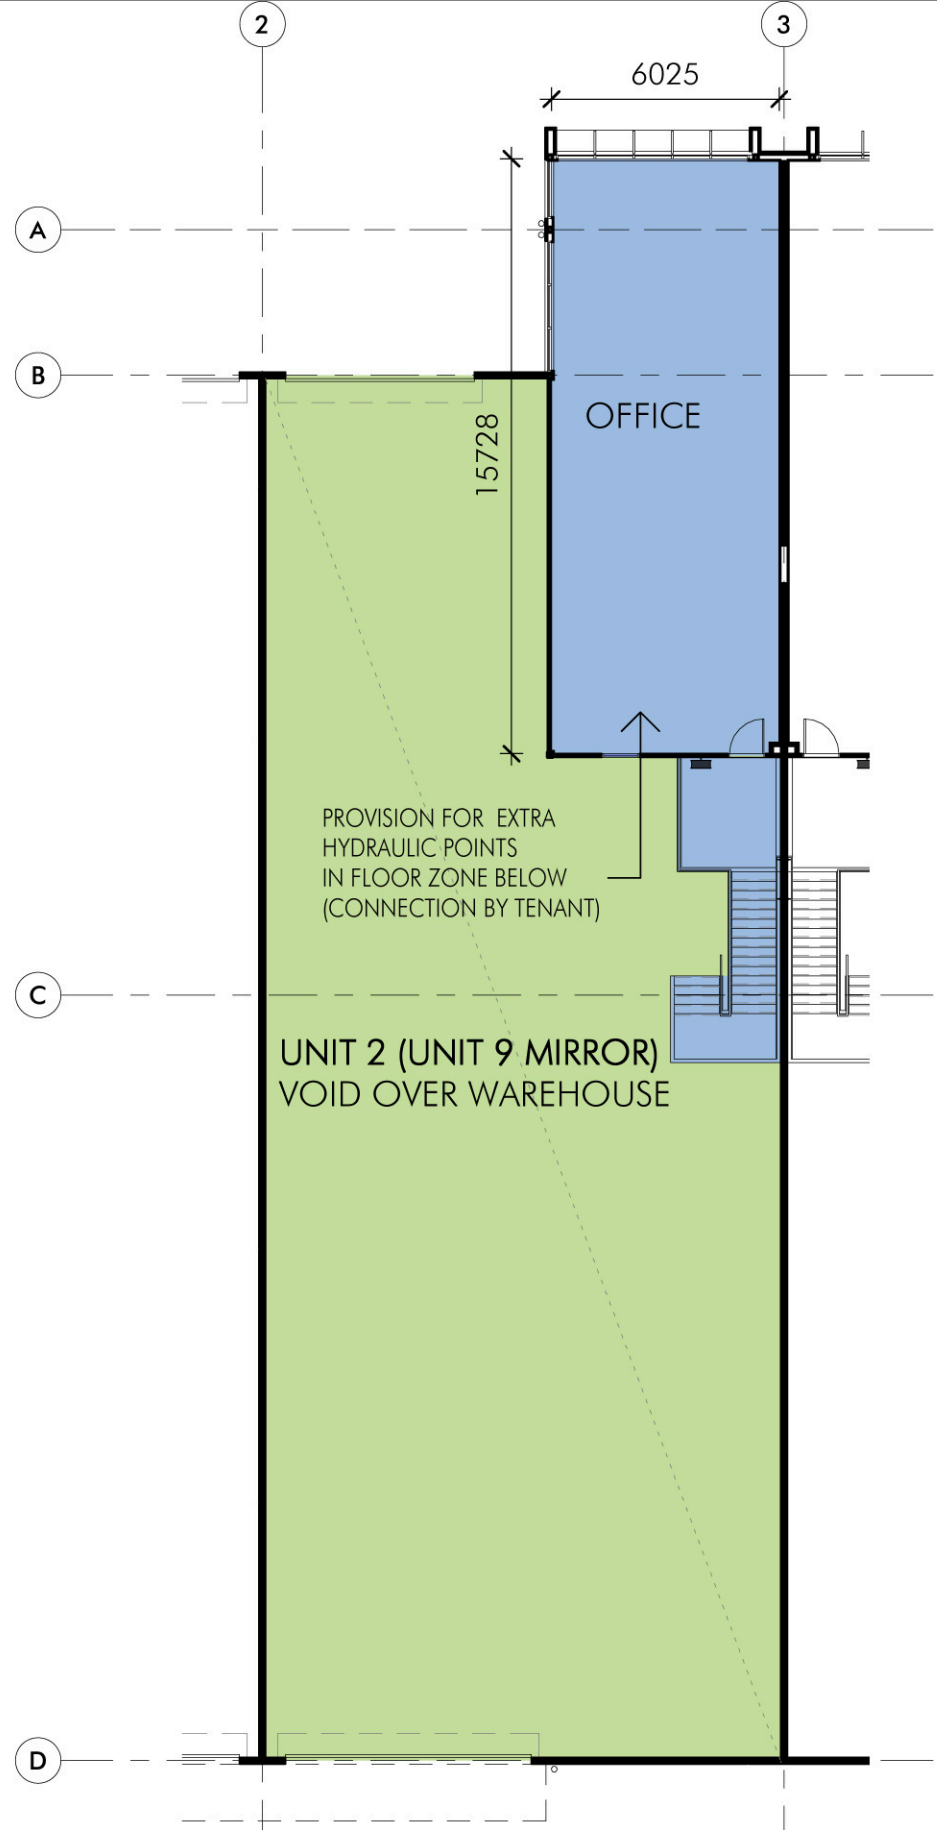 2
3
6025
A
B
OFFICE
15728
PROVISION FOR EXTRA
HYDRAULIC POINTS
IN FLOOR ZONE BELOW
(CONNECTION BY TENANT)
C
UNIT 2 (UNIT 9 MIRROR)
VOID OVER WAREHOUSE
D